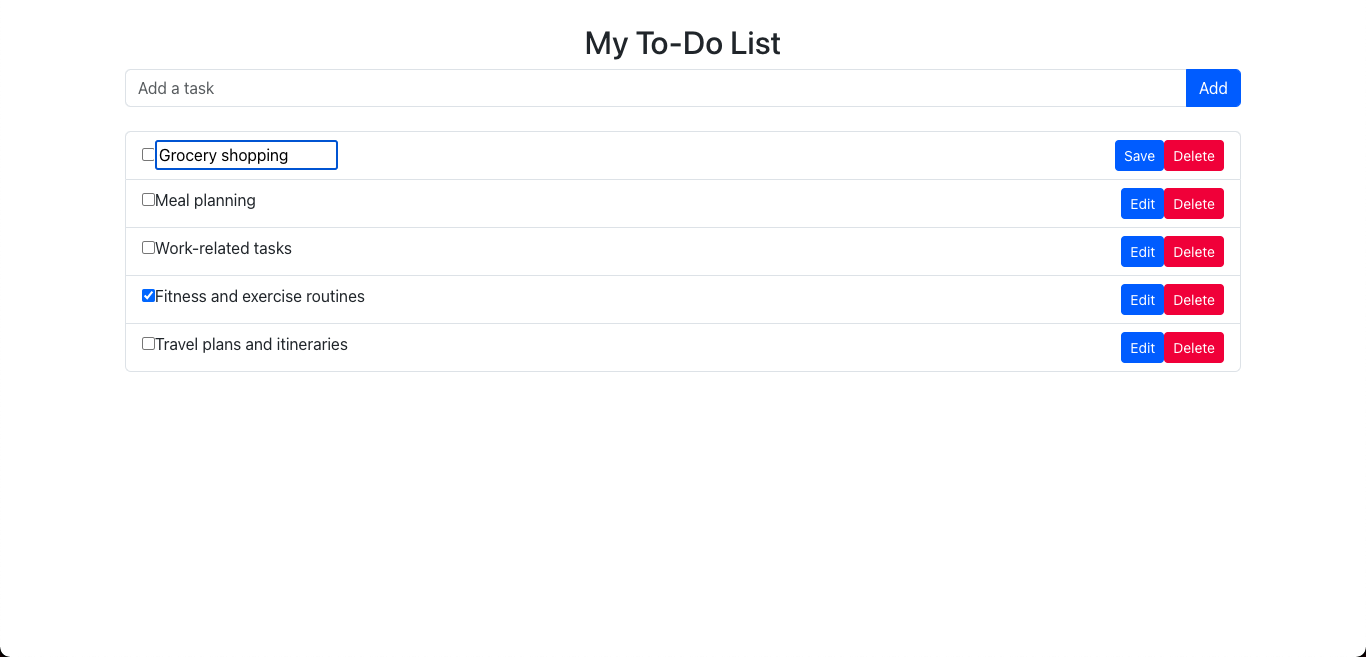 My To-Do List
Add a task Add
Grocery shopping Save Delete
Meal planning Edit Delete
Work-related tasks Edit Delete
Fitness and exercise routines Edit Delete
Travel plans and itineraries Edit Delete